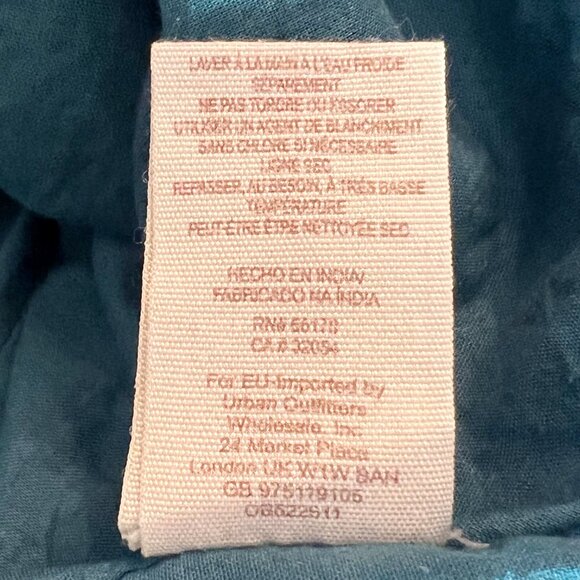 LAVER À LA MAIN À L'EAU FROIDE
SÉPARÉMENT
NE PAS TORDRE OU ESSORER
UTILISER UN AGENT DE BLANCHIMENT
SANS CHLORE SI NÉCESSAIRE
LIGNE SEC
REPASSER, AU BESOIN, À TRÈS BASSE
TEMPÉRATURE
PEUT-ÊTRE ÊTRE NETTOYÉE SEC
HECHO EN INDIA/
FABRICADO NA ÍNDIA
RN# 66170
CA # 32054
For EU-Imported by
Urban Outfitters
Wholesale, Inc.
24 Market Place
London UK W1W 8AN
GB 975119105
OB522911